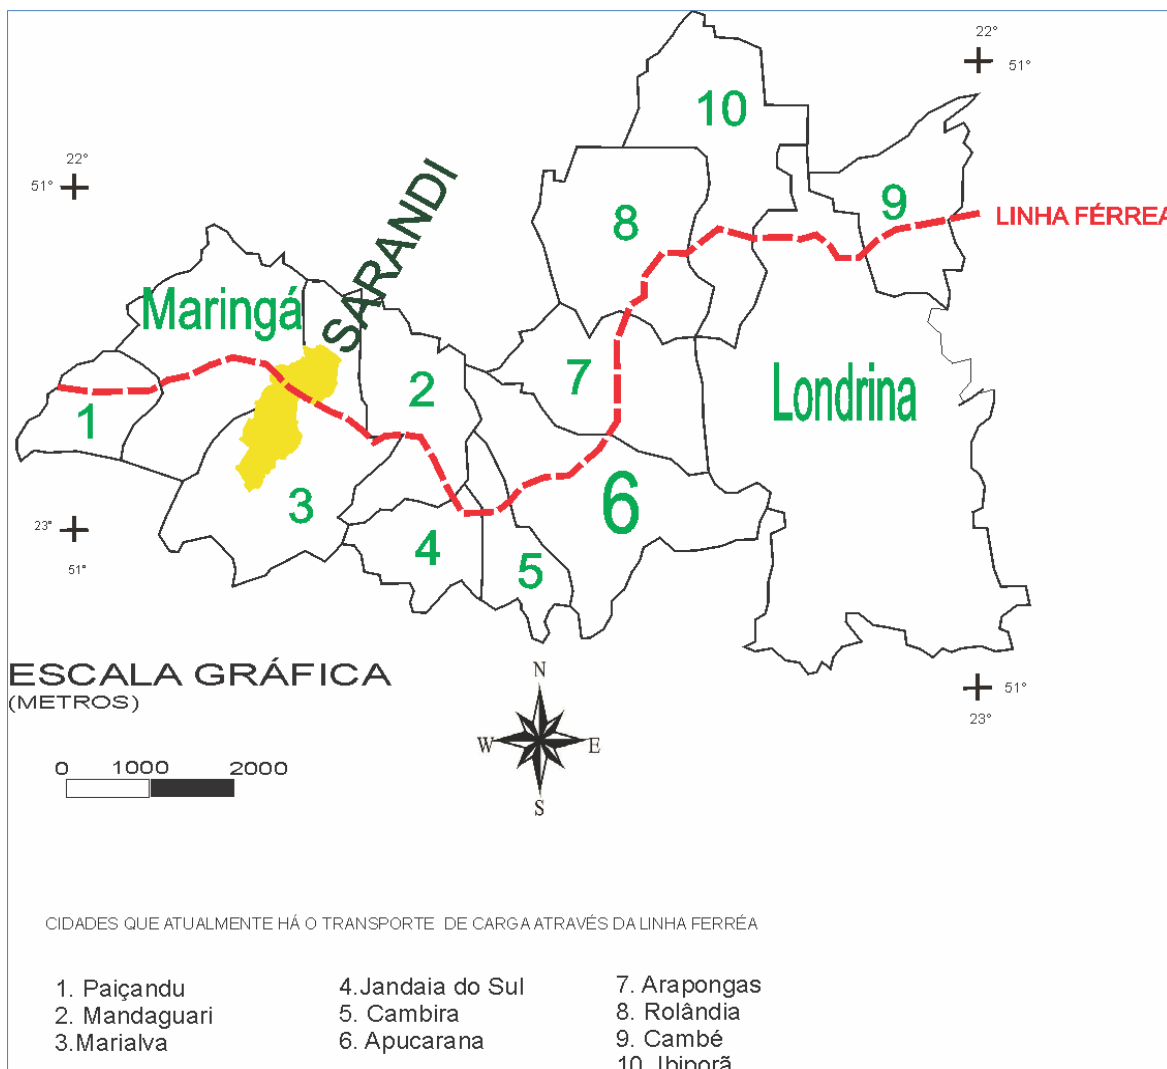 22°
51°
10
22°
51°
SARANDI
9
8
LINHA FÉRREA
Maringá
7
2
Londrina
1
3
6
4
5
23°
51°
ESCALA GRÁFICA
(METROS)
N
51°
23°
W
E
0 1000 2000
S
CIDADES QUE ATUALMENTE HÁ O TRANSPORTE DE CARGA ATRAVÉS DA LINHA FERRÉA
1. Paiçandu
2. Mandaguari
3.Marialva
4.Jandaia do Sul
5. Cambira
6. Apucarana
7. Arapongas
8. Rolândia
9. Cambé
10. Ibiporã